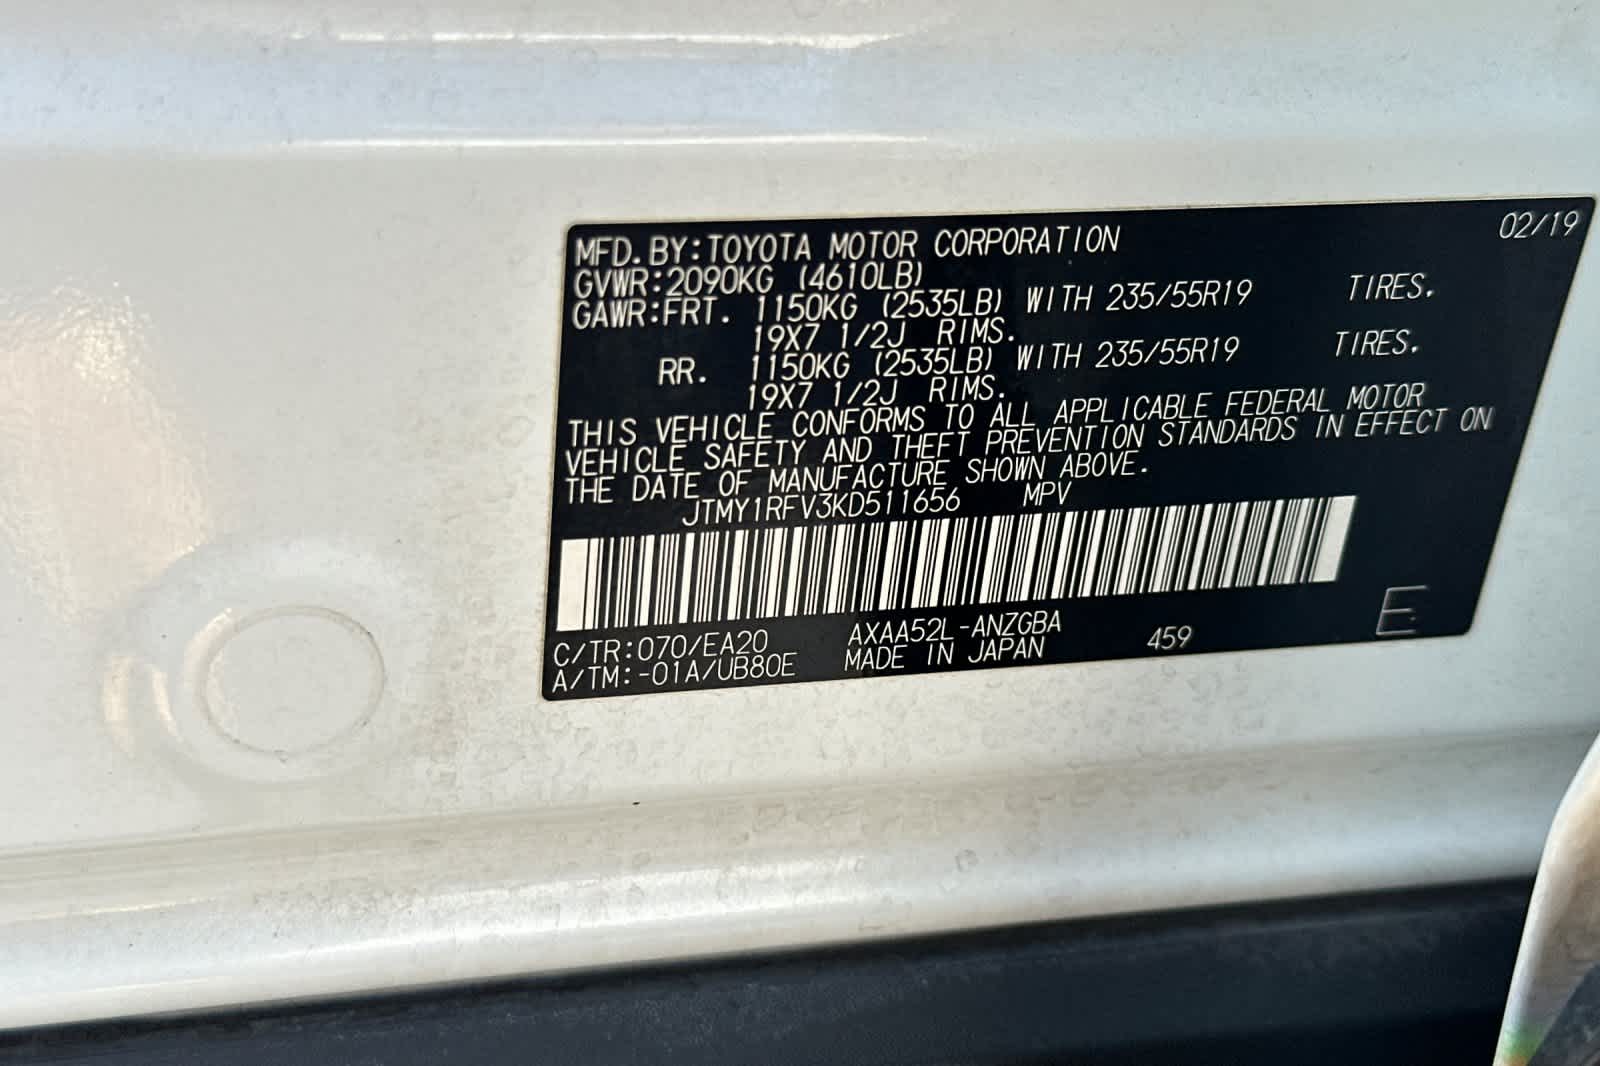 02/19
MFD.BY:TOYOTA MOTOR CORPORATION
GVWR:2090KG (4610LB)
GAWR:FRT. 1150KG (2535LB) WITH 235/55R19 TIRES.
19X7 1/2J RIMS.
RR. 1150KG (2535LB) WITH 235/55R19 TIRES.
19X7 1/2J RIMS.
THIS VEHICLE CONFORMS TO ALL APPLICABLE FEDERAL MOTOR
VEHICLE SAFETY AND THEFT PREVENTION STANDARDS IN EFFECT ON
THE DATE OF MANUFACTURE SHOWN ABOVE.
JTMY1RFV3KD511656 MPV
C/TR:070/EA20 AXAA52L-ANZGBA 459 E
A/TM:-01A/UB80E MADE IN JAPAN